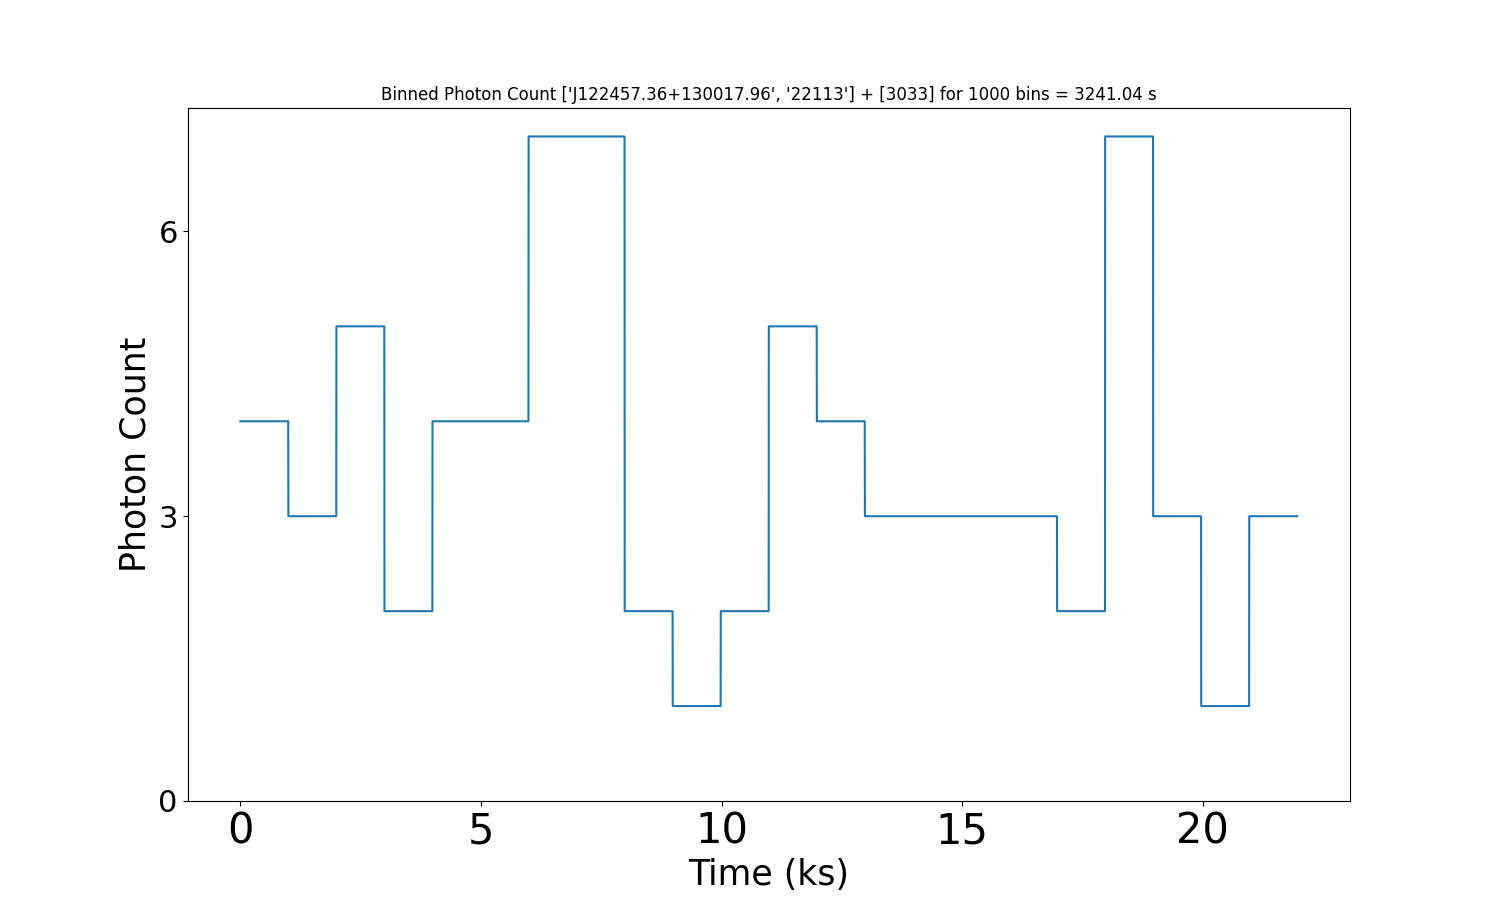 Binned Photon Count ['J122457.36+130017.96', '22113'] + [3033] for 1000 bins = 3241.04 s
6
3
0
Photon Count
0 5 10 15 20
Time (ks)